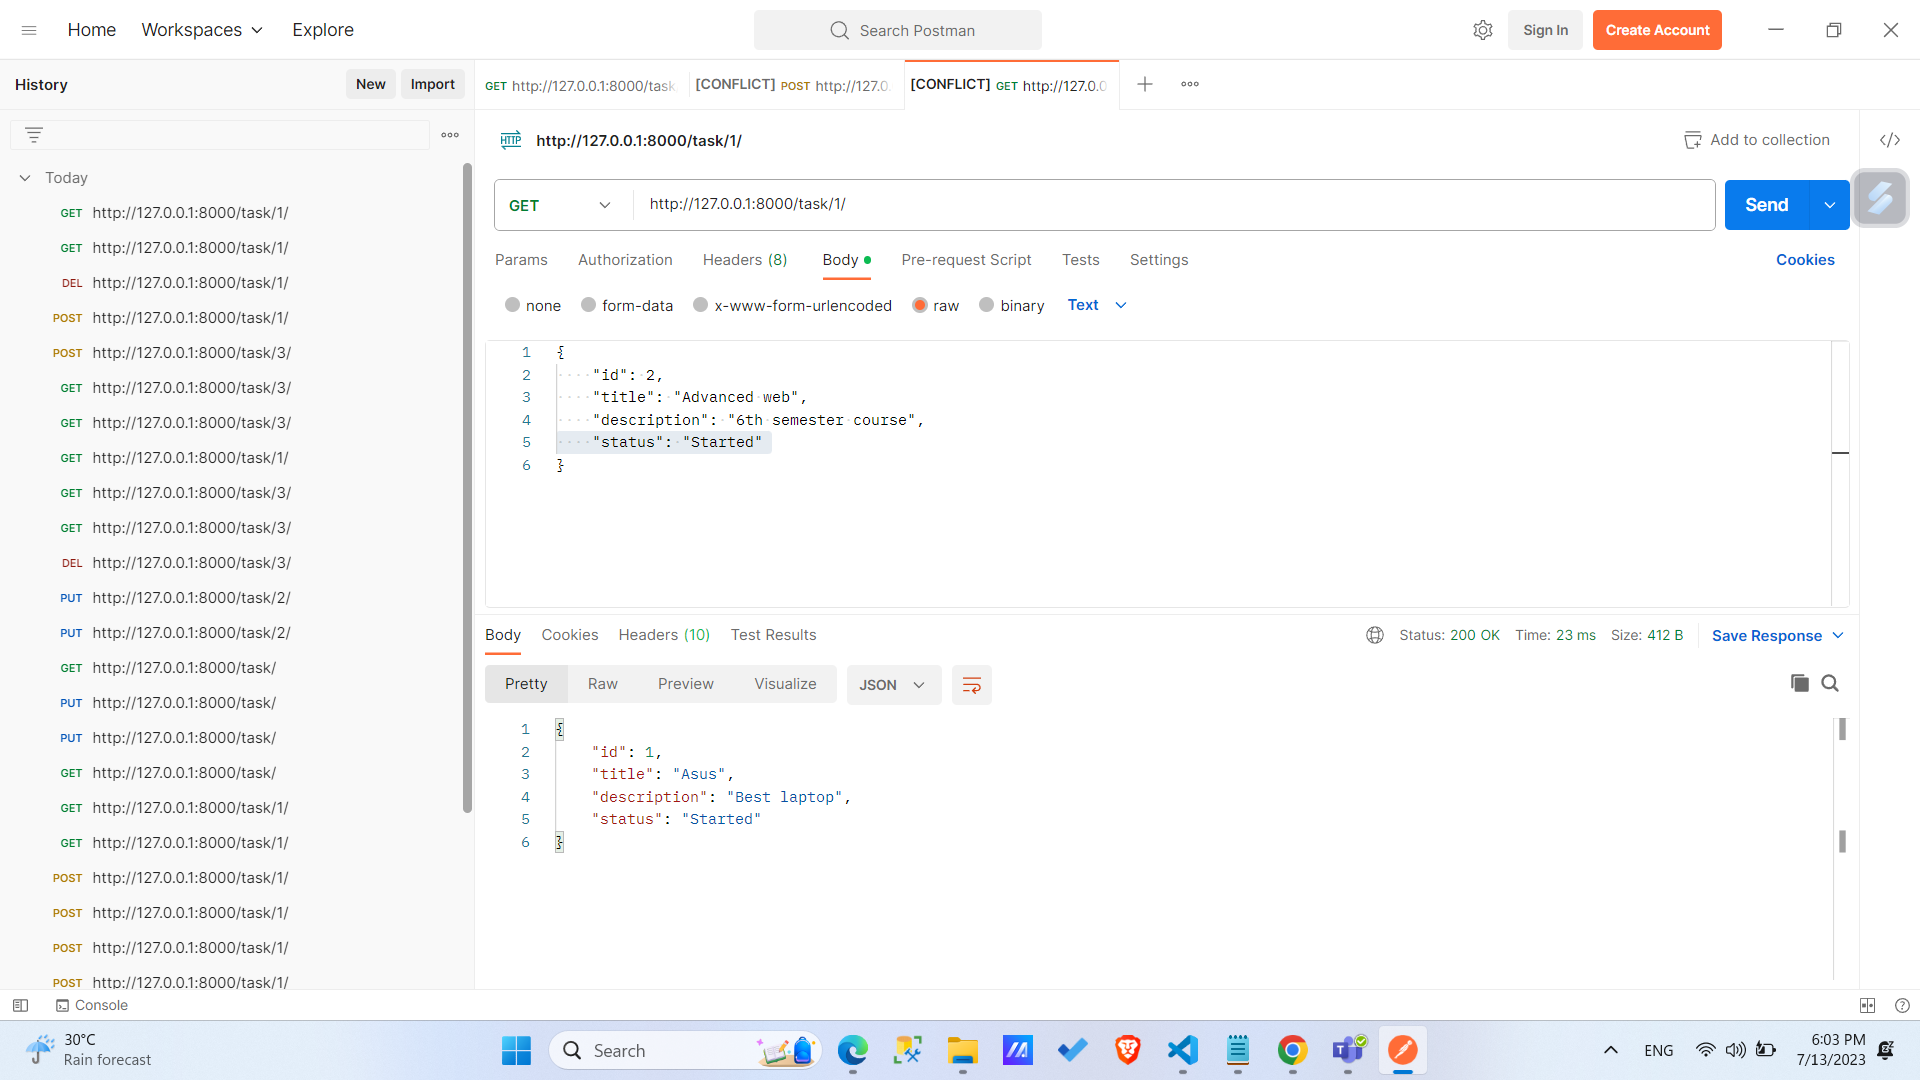 Home
Workspaces
Explore
Search Postman
Sign In
Create Account
History
New
Import
GET http://127.0.0.1:8000/task
[CONFLICT] POST http://127.0.
[CONFLICT] GET http://127.0.0
Today
GET http://127.0.0.1:8000/task/1/
GET http://127.0.0.1:8000/task/1/
DEL http://127.0.0.1:8000/task/1/
POST http://127.0.0.1:8000/task/1/
POST http://127.0.0.1:8000/task/3/
GET http://127.0.0.1:8000/task/3/
GET http://127.0.0.1:8000/task/3/
GET http://127.0.0.1:8000/task/1/
GET http://127.0.0.1:8000/task/3/
GET http://127.0.0.1:8000/task/3/
DEL http://127.0.0.1:8000/task/3/
PUT http://127.0.0.1:8000/task/2/
PUT http://127.0.0.1:8000/task/2/
GET http://127.0.0.1:8000/task/
PUT http://127.0.0.1:8000/task/
PUT http://127.0.0.1:8000/task/
GET http://127.0.0.1:8000/task/
GET http://127.0.0.1:8000/task/1/
GET http://127.0.0.1:8000/task/1/
POST http://127.0.0.1:8000/task/1/
POST http://127.0.0.1:8000/task/1/
POST http://127.0.0.1:8000/task/1/
POST http://127.0.0.1:8000/task/1/
HTTP http://127.0.0.1:8000/task/1/
Add to collection
</>
GET
http://127.0.0.1:8000/task/1/
Send
Params
Authorization
Headers (8)
Body
Pre-request Script
Tests
Settings
Cookies
none
form-data
x-www-form-urlencoded
raw
binary
Text
1 {
2 "id": 2,
3 "title": "Advanced web",
4 "description": "6th semester course",
5 "status": "Started"
6 }
Body
Cookies
Headers (10)
Test Results
Status: 200 OK
Time: 23 ms
Size: 412 B
Save Response
Pretty
Raw
Preview
Visualize
JSON
1 {
2 "id": 1,
3 "title": "Asus",
4 "description": "Best laptop",
5 "status": "Started"
6 }
Console
30°C
Rain forecast
Search
ENG
6:03 PM
7/13/2023